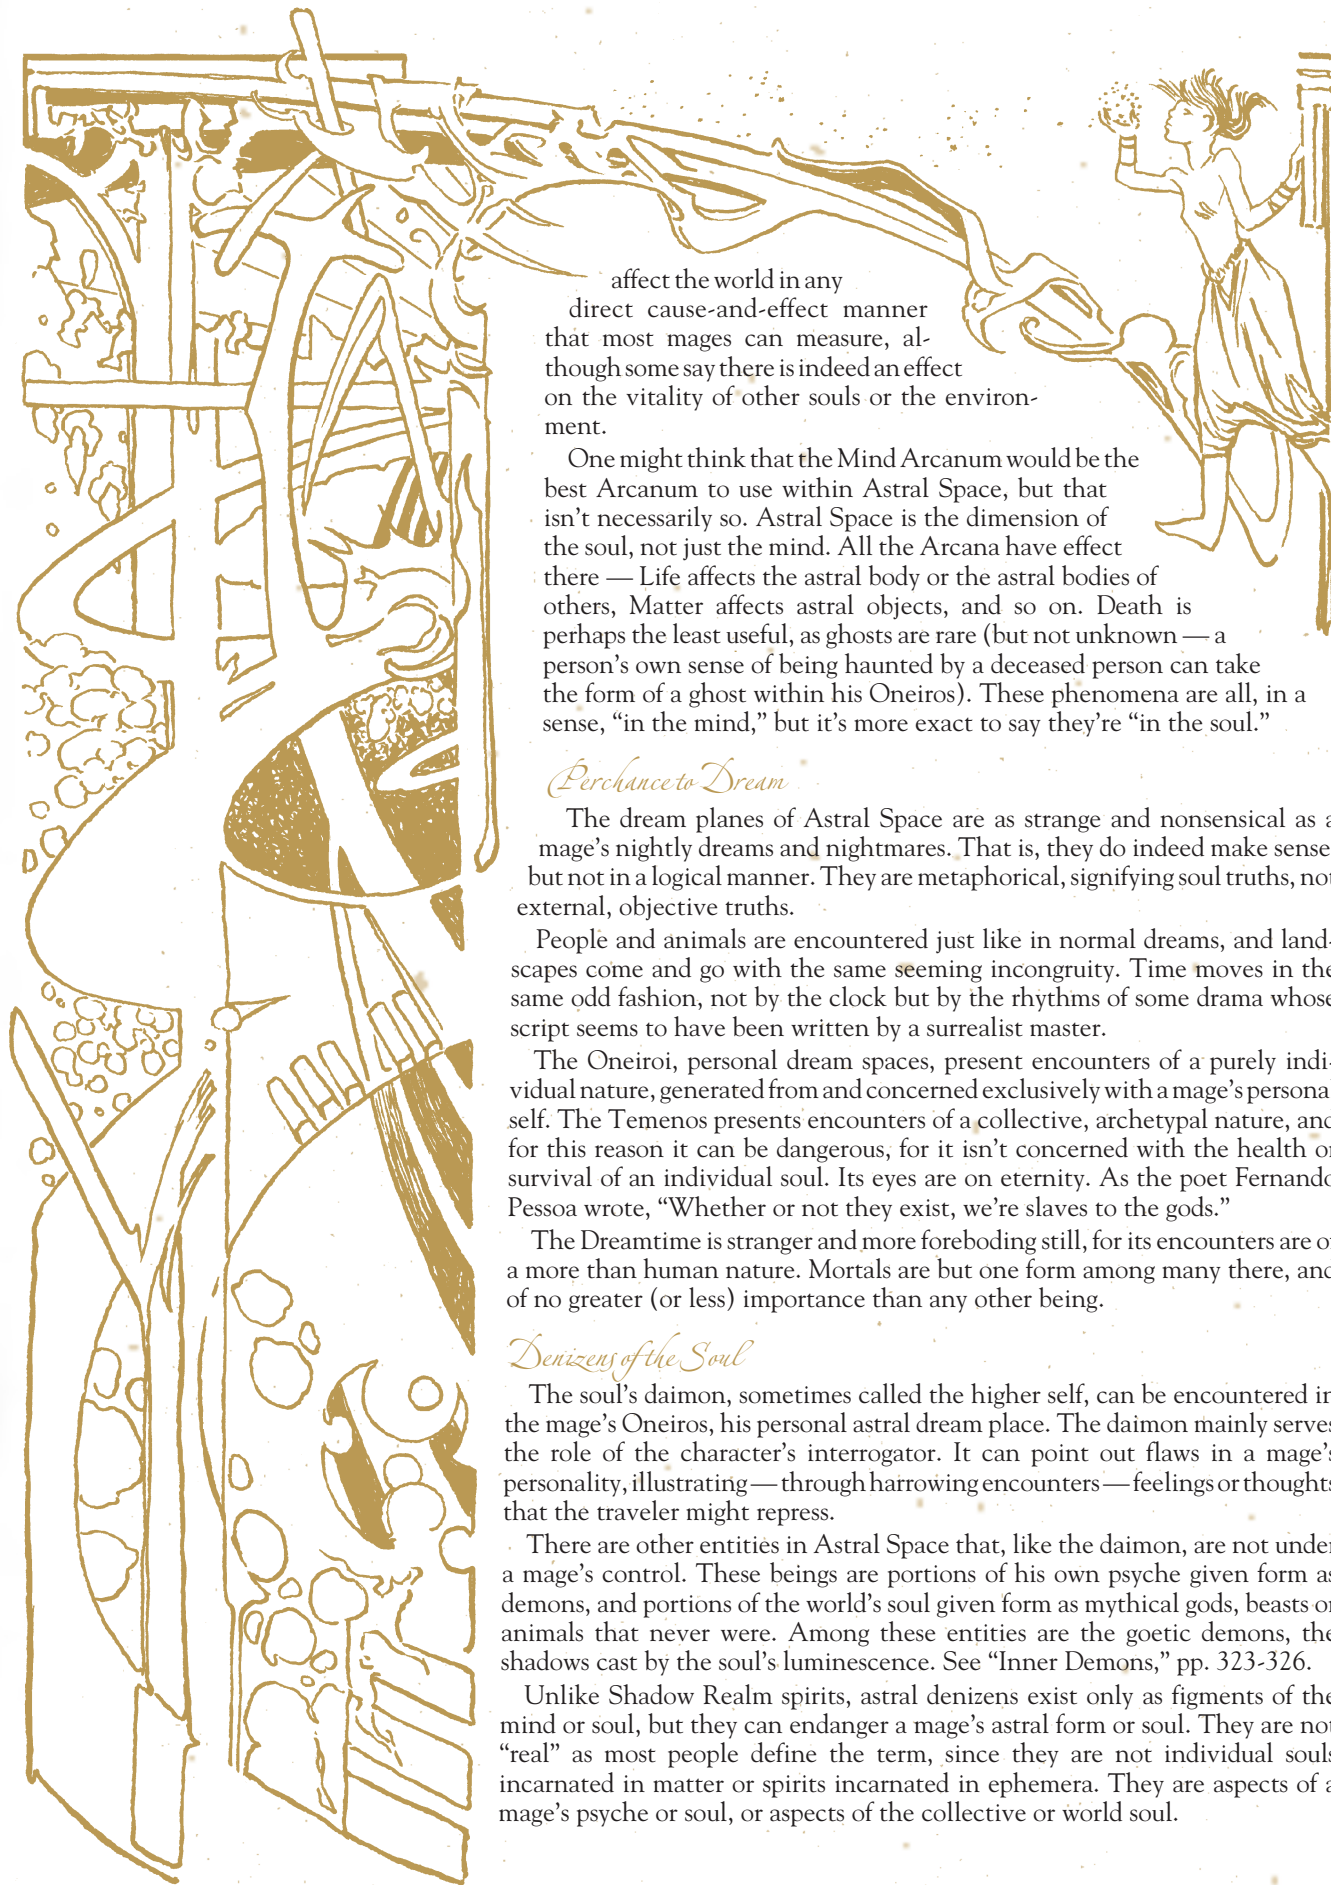 affect the world in any
direct cause-and-effect manner
that most mages can measure, al-
though some say there is indeed an effect
on the vitality of other souls or the environ-
ment.
One might think that the Mind Arcanum would be the
best Arcanum to use within Astral Space, but that
isn't necessarily so. Astral Space is the dimension of
the soul, not just the mind. All the Arcana have effect
there — Life affects the astral body or the astral bodies of
others, Matter affects astral objects, and so on. Death is
perhaps the least useful, as ghosts are rare (but not unknown — a
person's own sense of being haunted by a deceased person can take
the form of a ghost within his Oneiros). These phenomena are all, in a
sense, “in the mind,” but it's more exact to say they're “in the soul.”
Perchance to Dream
The dream planes of Astral Space are as strange and nonsensical as a
mage's nightly dreams and nightmares. That is, they do indeed make sense
but not in a logical manner. They are metaphorical, signifying soul truths, not
external, objective truths.
People and animals are encountered just like in normal dreams, and land-
scapes come and go with the same seeming incongruity. Time moves in the
same odd fashion, not by the clock but by the rhythms of some drama whose
script seems to have been written by a surrealist master.
The Oneiroi, personal dream spaces, present encounters of a purely indi-
vidual nature, generated from and concerned exclusively with a mage's persona
self. The Temenos presents encounters of a collective, archetypal nature, and
for this reason it can be dangerous, for it isn't concerned with the health or
survival of an individual soul. Its eyes are on eternity. As the poet Fernando
Pessoa wrote, “Whether or not they exist, we're slaves to the gods.”
The Dreamtime is stranger and more foreboding still, for its encounters are of
a more than human nature. Mortals are but one form among many there, and
of no greater (or less) importance than any other being.
Denizens of the Soul
The soul's daimon, sometimes called the higher self, can be encountered in
the mage's Oneiros, his personal astral dream place. The daimon mainly serves
the role of the character's interrogator. It can point out flaws in a mage's
personality, illustrating — through harrowing encounters — feelings or thoughts
that the traveler might repress.
There are other entities in Astral Space that, like the daimon, are not under
a mage's control. These beings are portions of his own psyche given form as
demons, and portions of the world's soul given form as mythical gods, beasts or
animals that never were. Among these entities are the goetic demons, the
shadows cast by the soul's luminescence. See “Inner Demons,” pp. 323-326.
Unlike Shadow Realm spirits, astral denizens exist only as figments of the
mind or soul, but they can endanger a mage's astral form or soul. They are not
“real” as most people define the term, since they are not individual souls
incarnated in matter or spirits incarnated in ephemera. They are aspects of a
mage's psyche or soul, or aspects of the collective or world soul.